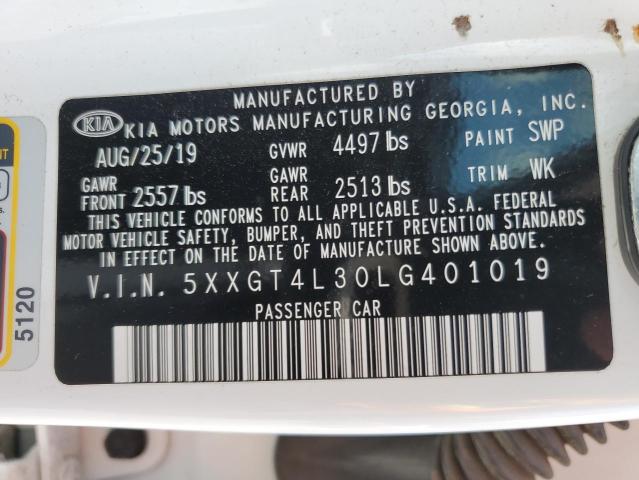 MANUFACTURED BY
KIA KIA MOTORS MANUFACTURING GEORGIA, INC.
AUG/25/19 GVWR 4497 lbs PAINT SWP
GAWR FRONT 2557 lbs GAWR REAR 2513 lbs TRIM WK
THIS VEHICLE CONFORMS TO ALL APPLICABLE U.S.A. FEDERAL
MOTOR VEHICLE SAFETY, BUMPER, AND THEFT PREVENTION STANDARDS
IN EFFECT ON THE DATE OF MANUFACTURE SHOWN ABOVE.
V.I.N. 5XXGT4L30LG401019
PASSENGER CAR
5120